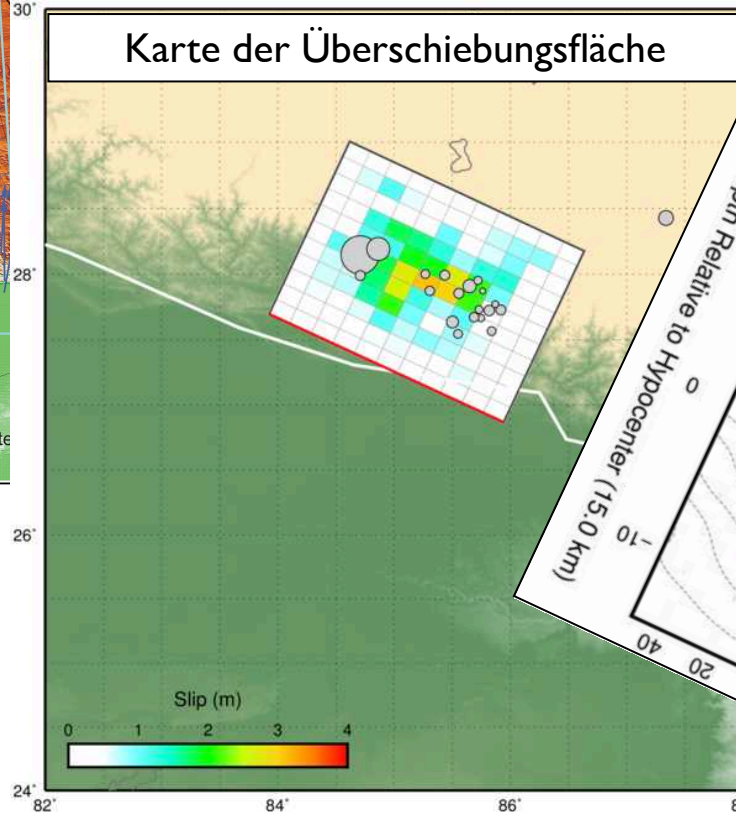 Karte der Überschiebungsfläche
30˚
28˚
26˚
24˚
82˚
84˚
86˚
Slip (m)
0 1 2 3 4
Relative to Hypocenter (15.0 km)
0
−10
40
20